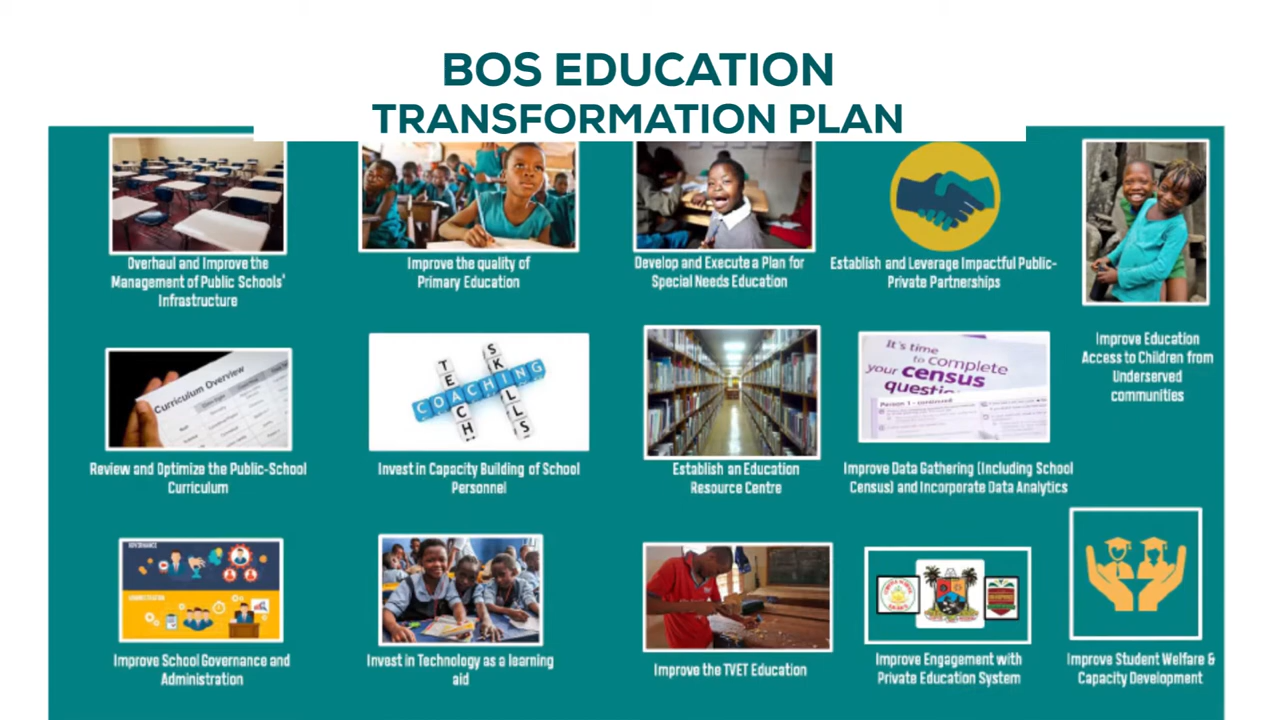 BOS EDUCATION
TRANSFORMATION PLAN
Overhaul and Improve the
Management of Public Schools'
Infrastructure
Improve the quality of
Primary Education
Develop and Execute a Plan for
Special Needs Education
Establish and Leverage Impactful Public-
Private Partnerships
Improve Education
Access to Children from
Underserved
communities
Curriculum Overview
Review and Optimize the Public-School
Curriculum
TEACH
COACHING
SKILLS
Invest in Capacity Building of School
Personnel
Establish an Education
Resource Centre
It's time
to complete
your census
question
Person 1 - continued
Improve Data Gathering (Including School
Census) and Incorporate Data Analytics
GOVERNANCE
ADMINISTRATION
Improve School Governance and
Administration
Invest in Technology as a learning
aid
Improve the TVET Education
Improve Engagement with
Private Education System
Improve Student Welfare &
Capacity Development